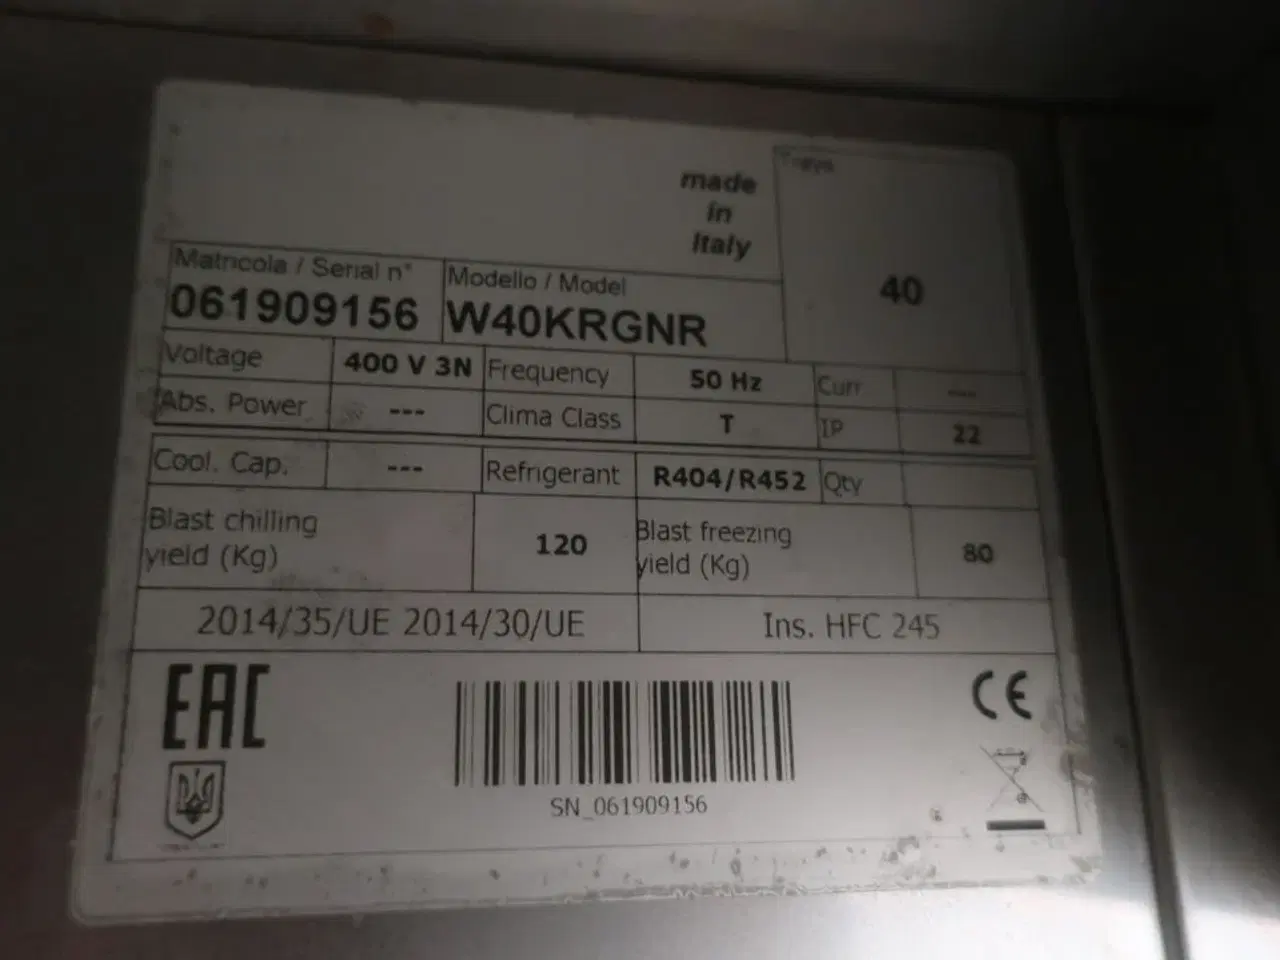 made
in
Italy
Trays
40
Matricola / Serial n°
061909156
Modello / Model
W40KRGNR
Voltage 400 V 3N Frequency 50 Hz Curr ---
Abs. Power --- Clima Class T IP 22
Cool. Cap. --- Refrigerant R404/R452 Qty
Blast chilling
yield (Kg)
120
Blast freezing
yield (Kg)
80
2014/35/UE 2014/30/UE Ins. HFC 245
EAC
CE
SN_061909156